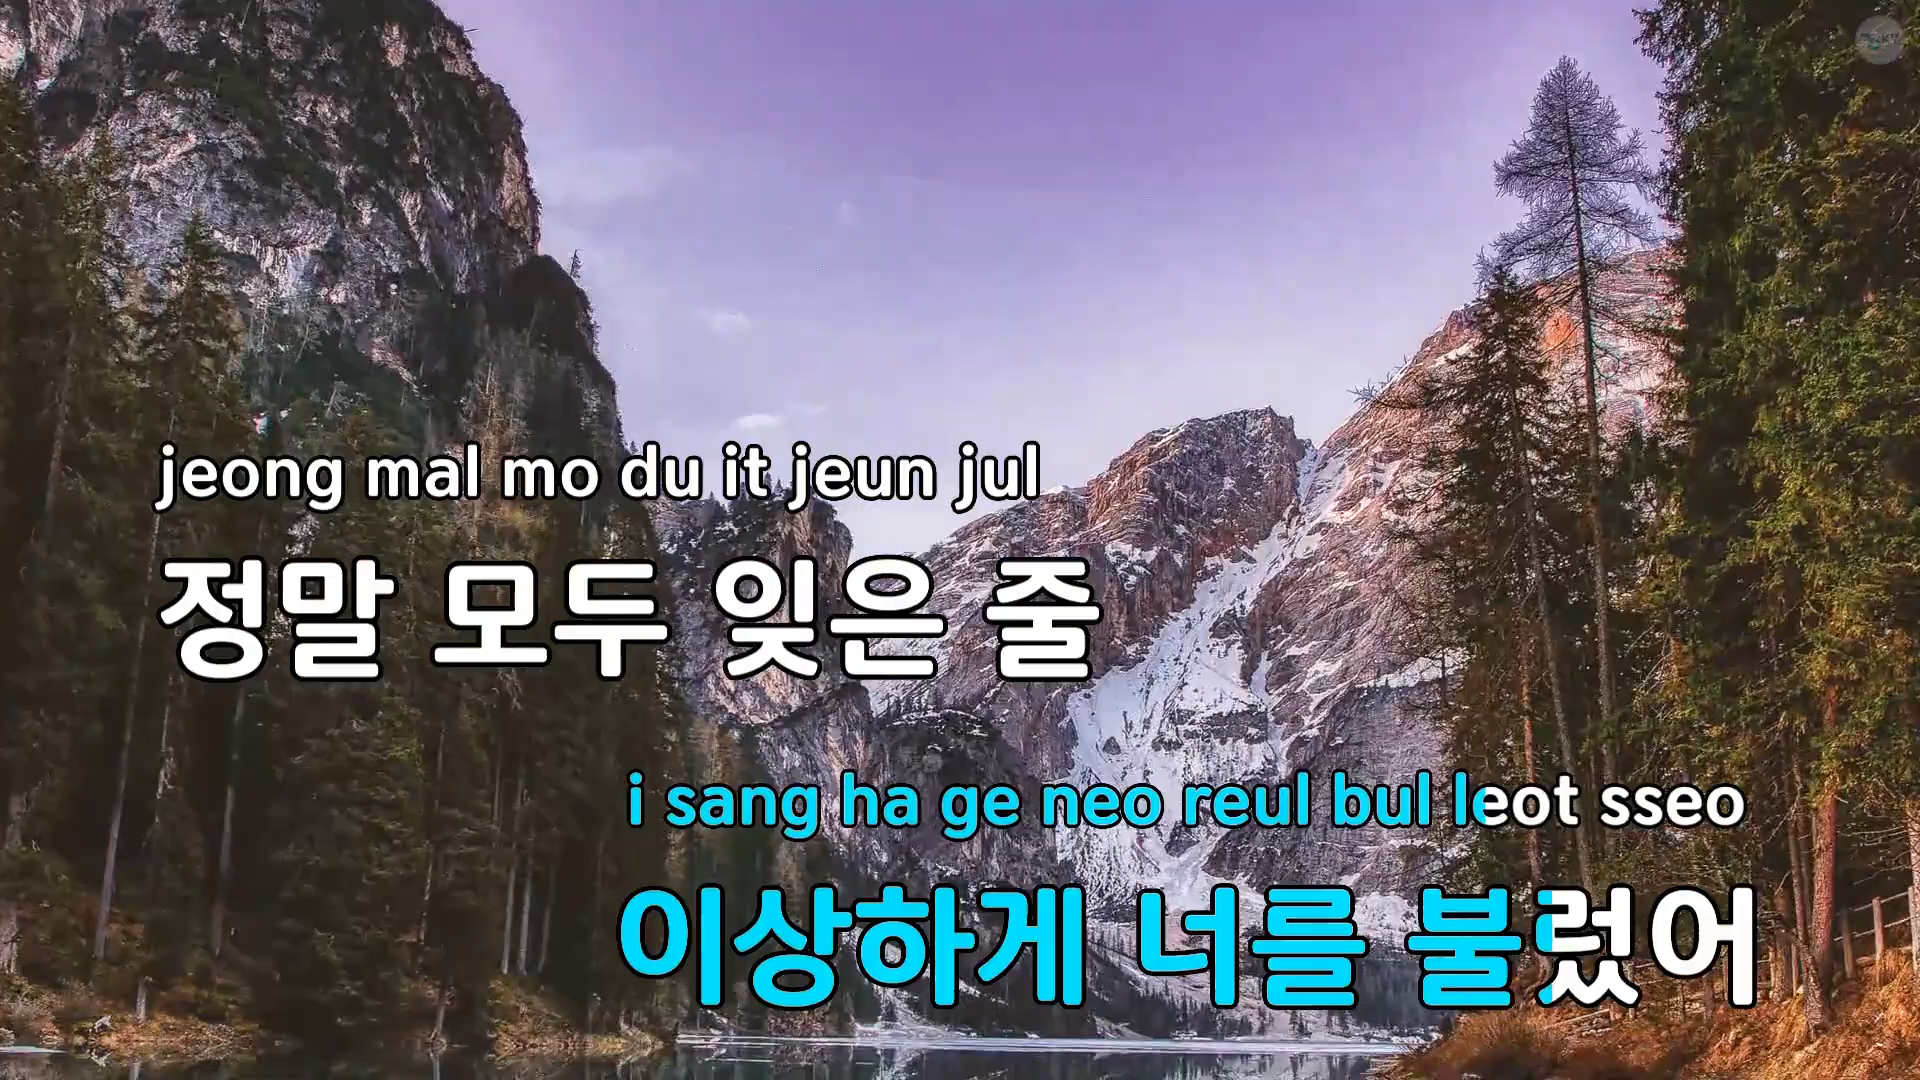 jeong mal mo du it jeun jul
정말 모두 잊은 줄
i sang ha ge neo reul bul leot sseo
이상하게 너를 불렀어